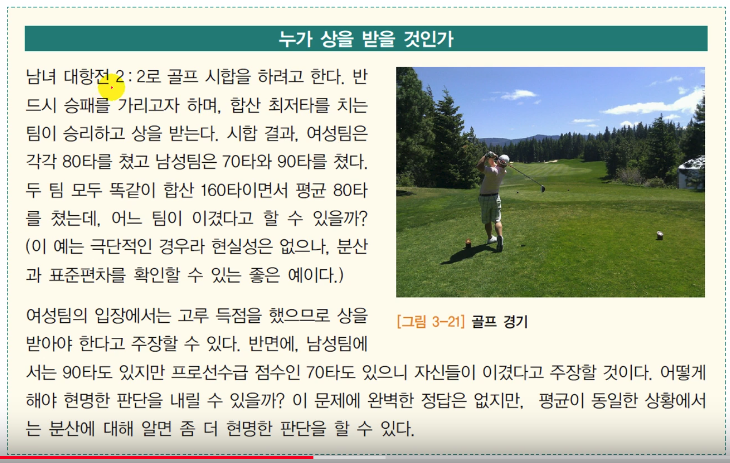 누가 상을 받을 것인가
남녀 대항전 2 : 2로 골프 시합을 하려고 한다. 반
드시 승패를 가리고자 하며, 합산 최저타를 치는
팀이 승리하고 상을 받는다. 시합 결과, 여성팀은
각각 80타를 쳤고 남성팀은 70타와 90타를 쳤다.
두 팀 모두 똑같이 합산 160타이면서 평균 80타
를 쳤는데, 어느 팀이 이겼다고 할 수 있을까?
(이 예는 극단적인 경우라 현실성은 없으나, 분산
과 표준편차를 확인할 수 있는 좋은 예이다.)
[그림 3-21] 골프 경기
여성팀의 입장에서는 고루 득점을 했으므로 상을
받아야 한다고 주장할 수 있다. 반면에, 남성팀에
서는 90타도 있지만 프로선수급 점수인 70타도 있으니 자신들이 이겼다고 주장할 것이다. 어떻게
해야 현명한 판단을 내릴 수 있을까? 이 문제에 완벽한 정답은 없지만, 평균이 동일한 상황에서
는 분산에 대해 알면 좀 더 현명한 판단을 할 수 있다.